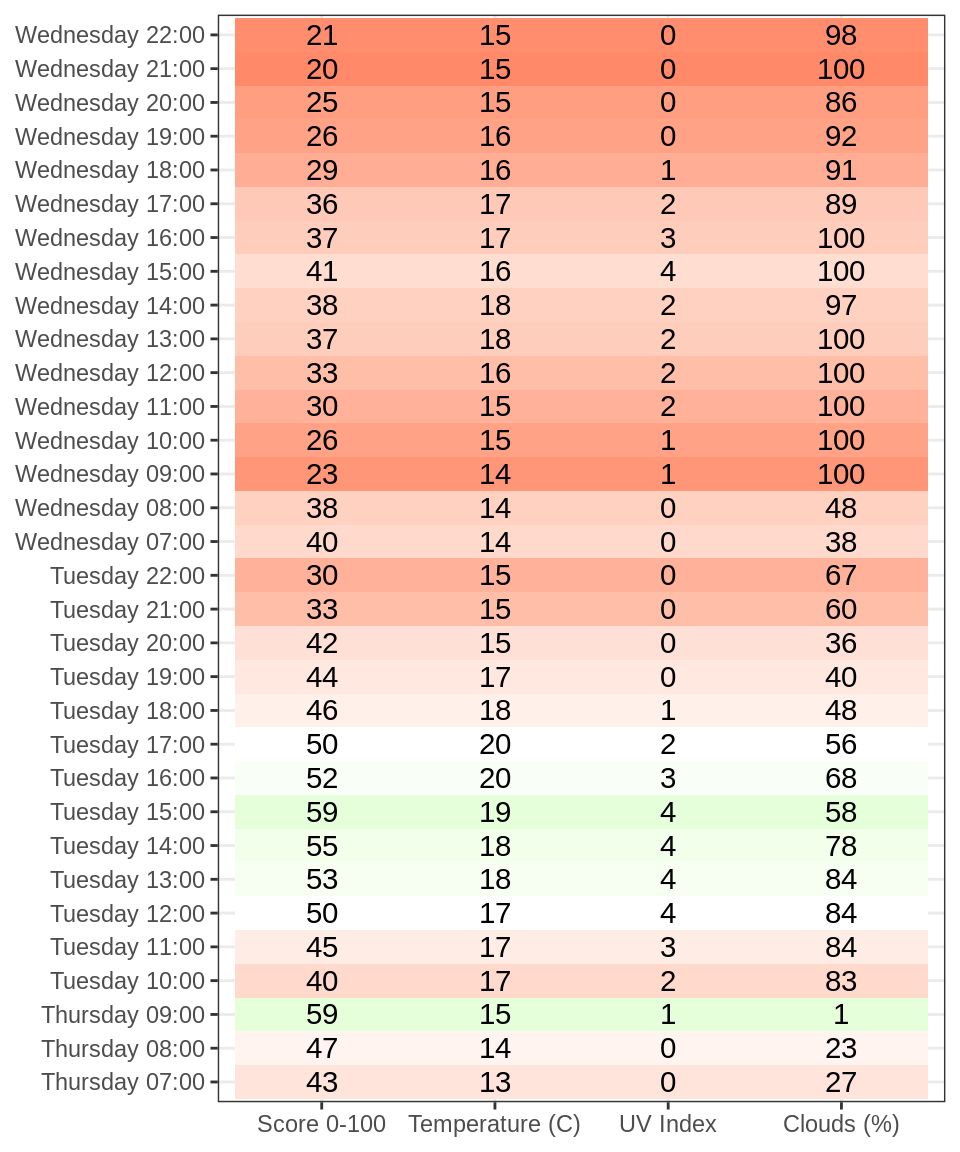 Wednesday 22:00 21 15 0 98
Wednesday 21:00 20 15 0 100
Wednesday 20:00 25 15 0 86
Wednesday 19:00 26 16 0 92
Wednesday 18:00 29 16 1 91
Wednesday 17:00 36 17 2 89
Wednesday 16:00 37 17 3 100
Wednesday 15:00 41 16 4 100
Wednesday 14:00 38 18 2 97
Wednesday 13:00 37 18 2 100
Wednesday 12:00 33 16 2 100
Wednesday 11:00 30 15 2 100
Wednesday 10:00 26 15 1 100
Wednesday 09:00 23 14 1 100
Wednesday 08:00 38 14 0 48
Wednesday 07:00 40 14 0 38
Tuesday 22:00 30 15 0 67
Tuesday 21:00 33 15 0 60
Tuesday 20:00 42 15 0 36
Tuesday 19:00 44 17 0 40
Tuesday 18:00 46 18 1 48
Tuesday 17:00 50 20 2 56
Tuesday 16:00 52 20 3 68
Tuesday 15:00 59 19 4 58
Tuesday 14:00 55 18 4 78
Tuesday 13:00 53 18 4 84
Tuesday 12:00 50 17 4 84
Tuesday 11:00 45 17 3 84
Tuesday 10:00 40 17 2 83
Thursday 09:00 59 15 1 1
Thursday 08:00 47 14 0 23
Thursday 07:00 43 13 0 27
Score 0-100 Temperature (C) UV Index Clouds (%)